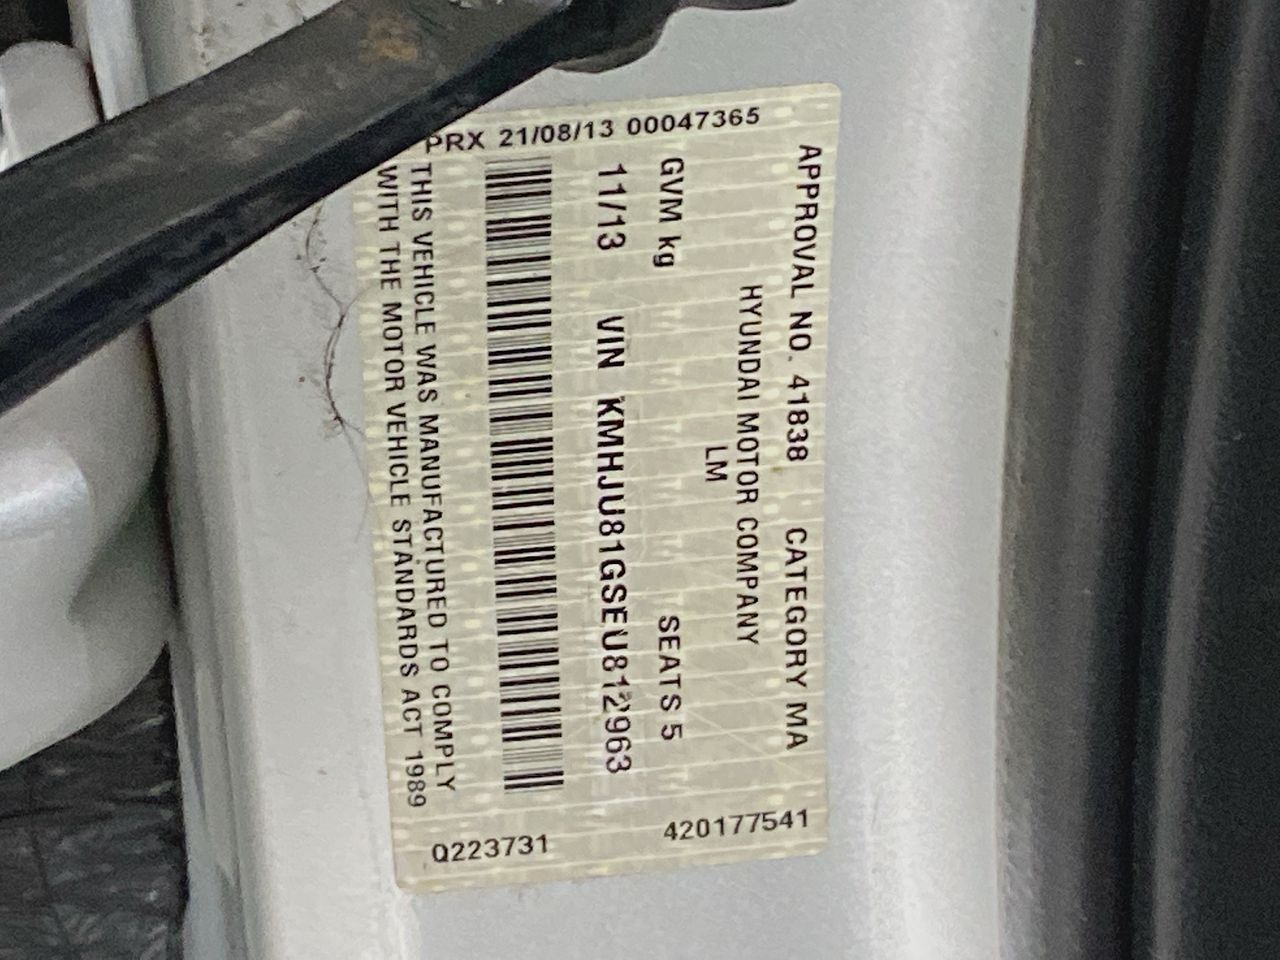 APPROVAL NO. 41838 CATEGORY MA
HYUNDAI MOTOR COMPANY
LM
GVM kg SEATS 5
11/13 VIN KMHJU81GSEU812963
THIS VEHICLE WAS MANUFACTURED TO COMPLY
WITH THE MOTOR VEHICLE STANDARDS ACT 1989
PRX 21/08/13 00047365
Q223731 420177541